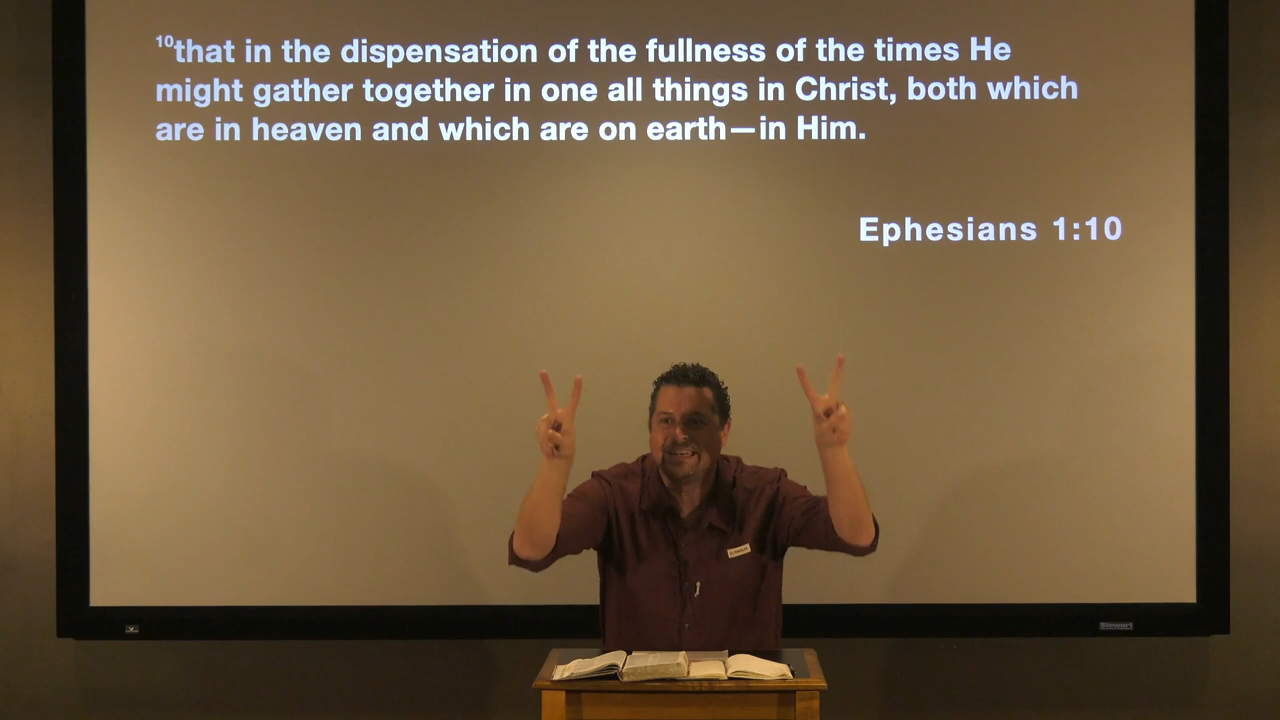 ¹⁰that in the dispensation of the fullness of the times He
might gather together in one all things in Christ, both which
are in heaven and which are on earth—in Him.
Ephesians 1:10
Stewart